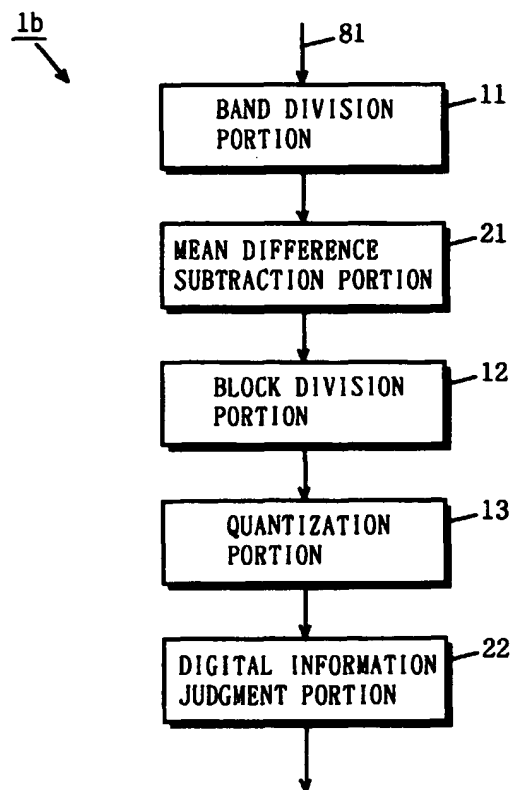 1b
81
BAND DIVISION
PORTION
11
MEAN DIFFERENCE
SUBTRACTION PORTION
21
BLOCK DIVISION
PORTION
12
QUANTIZATION
PORTION
13
DIGITAL INFORMATION
JUDGMENT PORTION
22